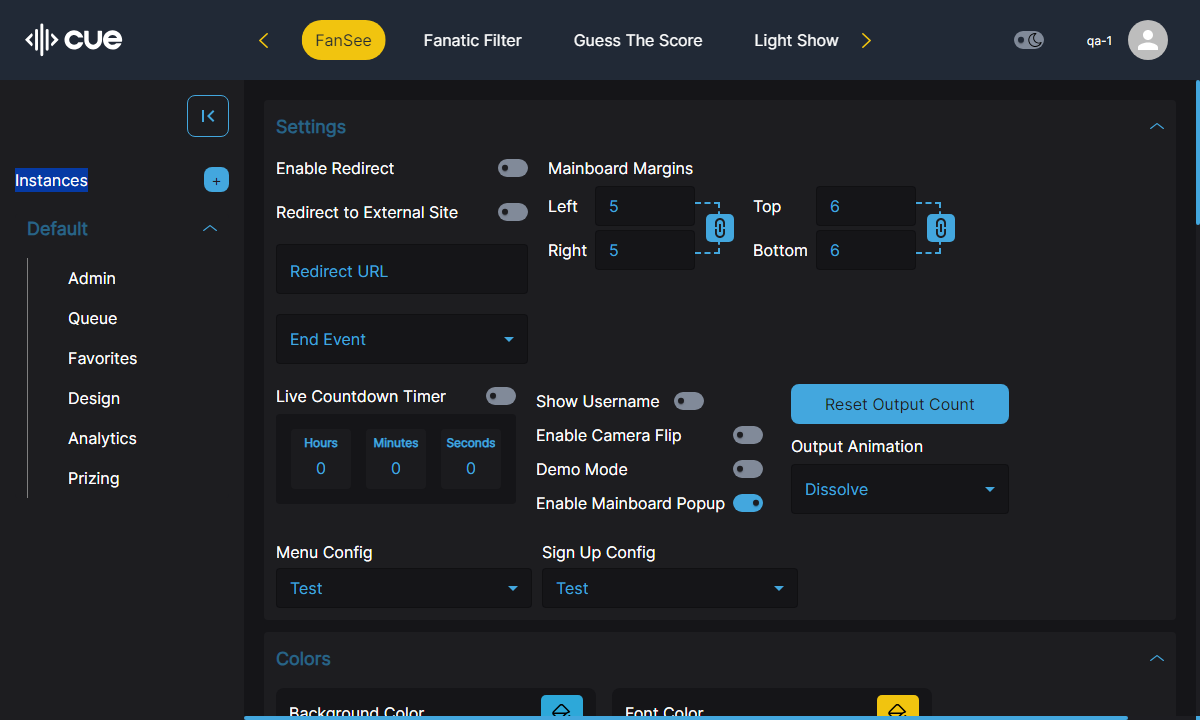 cue
FanSee
Fanatic Filter
Guess The Score
Light Show
qa-1
Instances
+
Default
Admin
Queue
Favorites
Design
Analytics
Prizing
Settings
Enable Redirect
Redirect to External Site
Redirect URL
End Event
Mainboard Margins
Left 5
Right 5
Top 6
Bottom 6
Live Countdown Timer
Hours Minutes Seconds
0 0 0
Show Username
Enable Camera Flip
Demo Mode
Enable Mainboard Popup
Reset Output Count
Output Animation
Dissolve
Menu Config
Test
Sign Up Config
Test
Colors
Background Color
Font Color